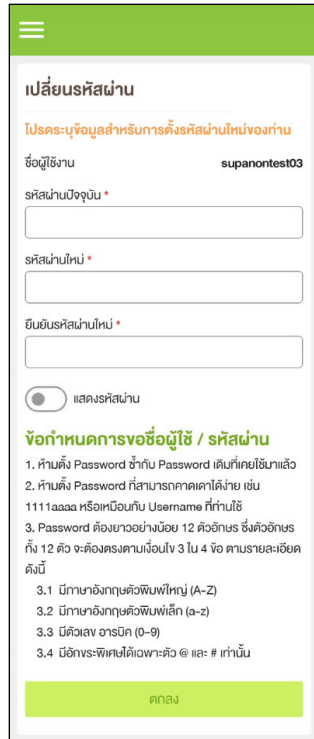 เปลี่ยนรหัสผ่าน
โปรดระบุข้อมูลสำหรับการตั้งรหัสผ่านใหม่ของท่าน
ชื่อผู้ใช้งาน supanontest03
รหัสผ่านปัจจุบัน *
รหัสผ่านใหม่ *
ยืนยันรหัสผ่านใหม่ *
แสดงรหัสผ่าน
ข้อกำหนดการขอชื่อผู้ใช้ / รหัสผ่าน
1. ห้ามตั้ง Password ซ้ำกับ Password เดิมที่เคยใช้มาแล้ว
2. ห้ามตั้ง Password ที่สามารถคาดเดาได้ง่าย เช่น
1111aaaa หรือเหมือนกับ Username ที่ท่านใช้
3. Password ต้องยาวอย่างน้อย 12 ตัวอักษร ซึ่งตัวอักษร
ทั้ง 12 ตัว จะต้องตรงตามเงื่อนไข 3 ใน 4 ข้อ ตามรายละเอียด
ดังนี้
3.1 มีภาษาอังกฤษตัวพิมพ์ใหญ่ (A-Z)
3.2 มีภาษาอังกฤษตัวพิมพ์เล็ก (a-z)
3.3 มีตัวเลข อารบิค (0-9)
3.4 มีอักขระพิเศษได้เฉพาะตัว @ และ # เท่านั้น
ตกลง